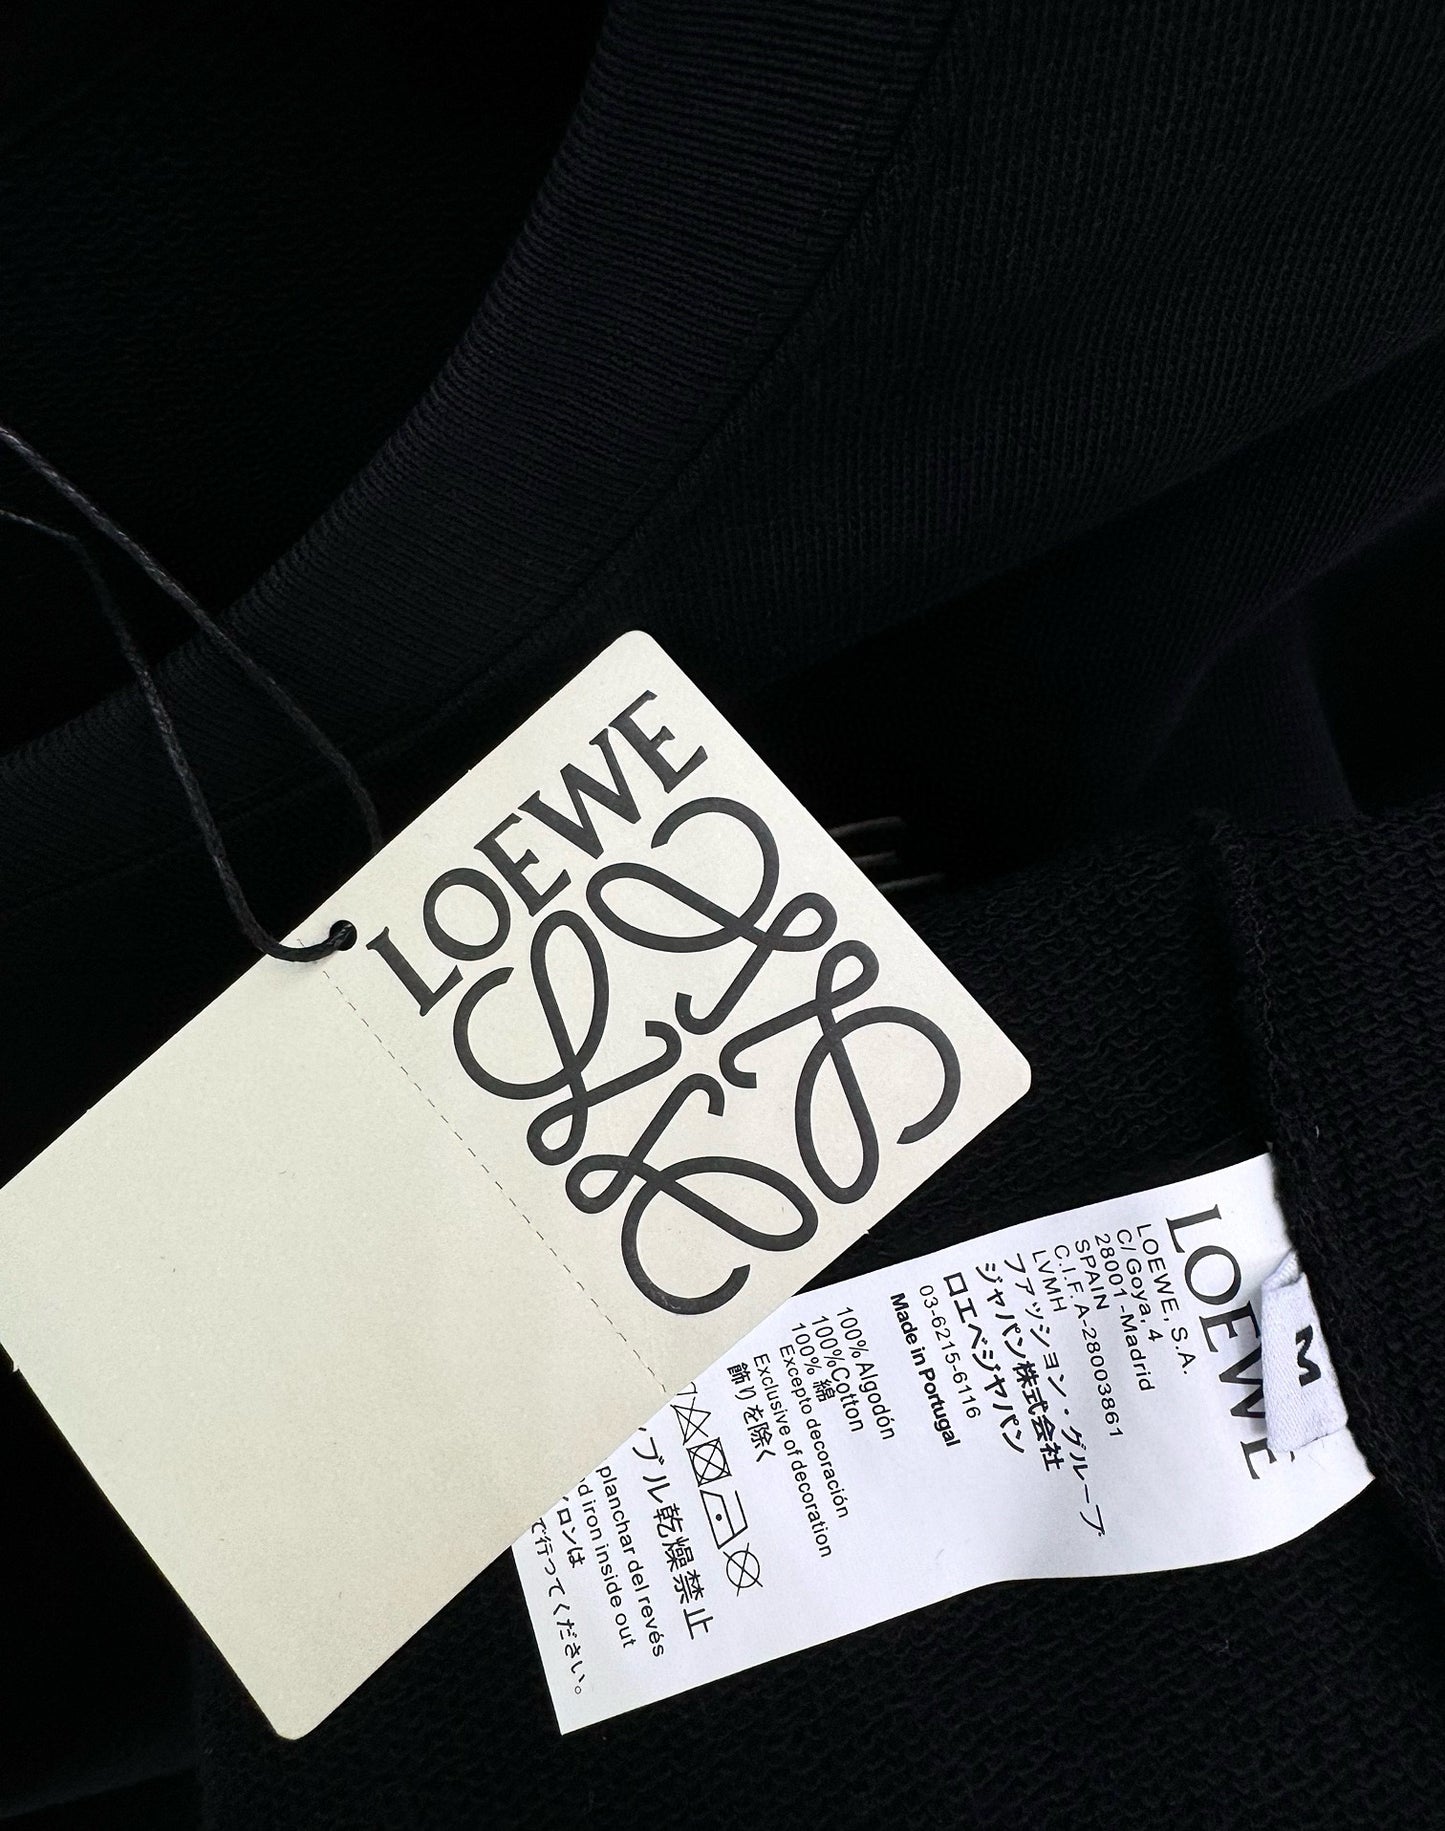 LOEWE
LOEWE
M
LOEWE, S.A.
C/Goya, 4
28001-Madrid
SPAIN
C.I.F. A-28003861
LVMH
ファッション・グループ
ジャパン株式会社
ロエベジャパン
03-6215-6116
Made in Portugal
100% Algodón
100%Cotton
100% 綿
Excepto decoración
Exclusive of decoration
飾りを除く
ブル乾燥禁止
planchar del revés
iron inside out
ロンは
で行ってください。